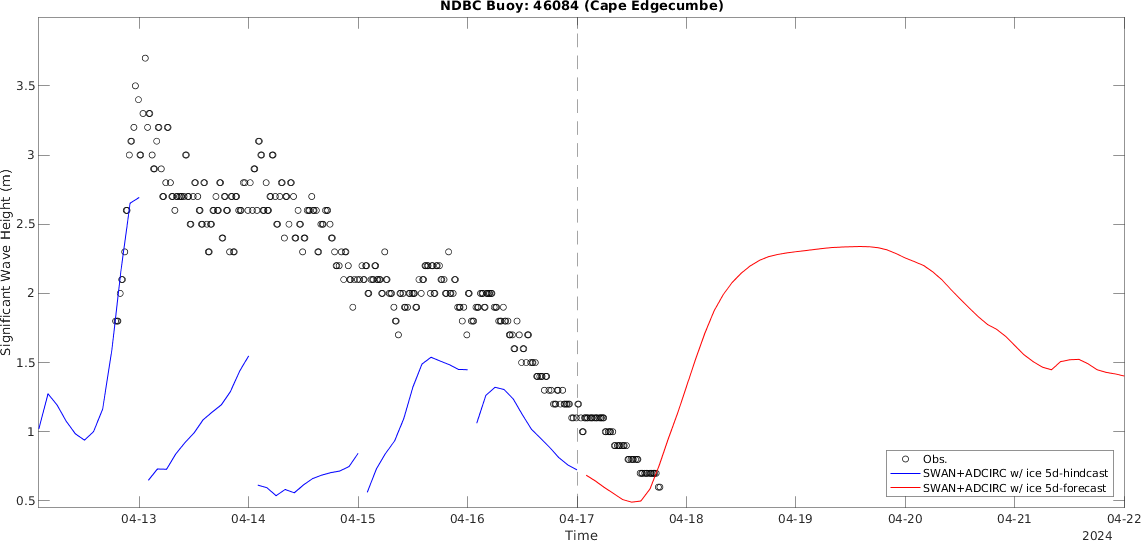 NDBC Buoy: 46084 (Cape Edgecumbe)
3.5
3
2.5
2
1.5
1
0.5
Significant Wave Height (m)
Obs.
SWAN+ADCIRC w/ ice 5d-hindcast
SWAN+ADCIRC w/ ice 5d-forecast
04-13 04-14 04-15 04-16 04-17 04-18 04-19 04-20 04-21 04-22
Time
2024